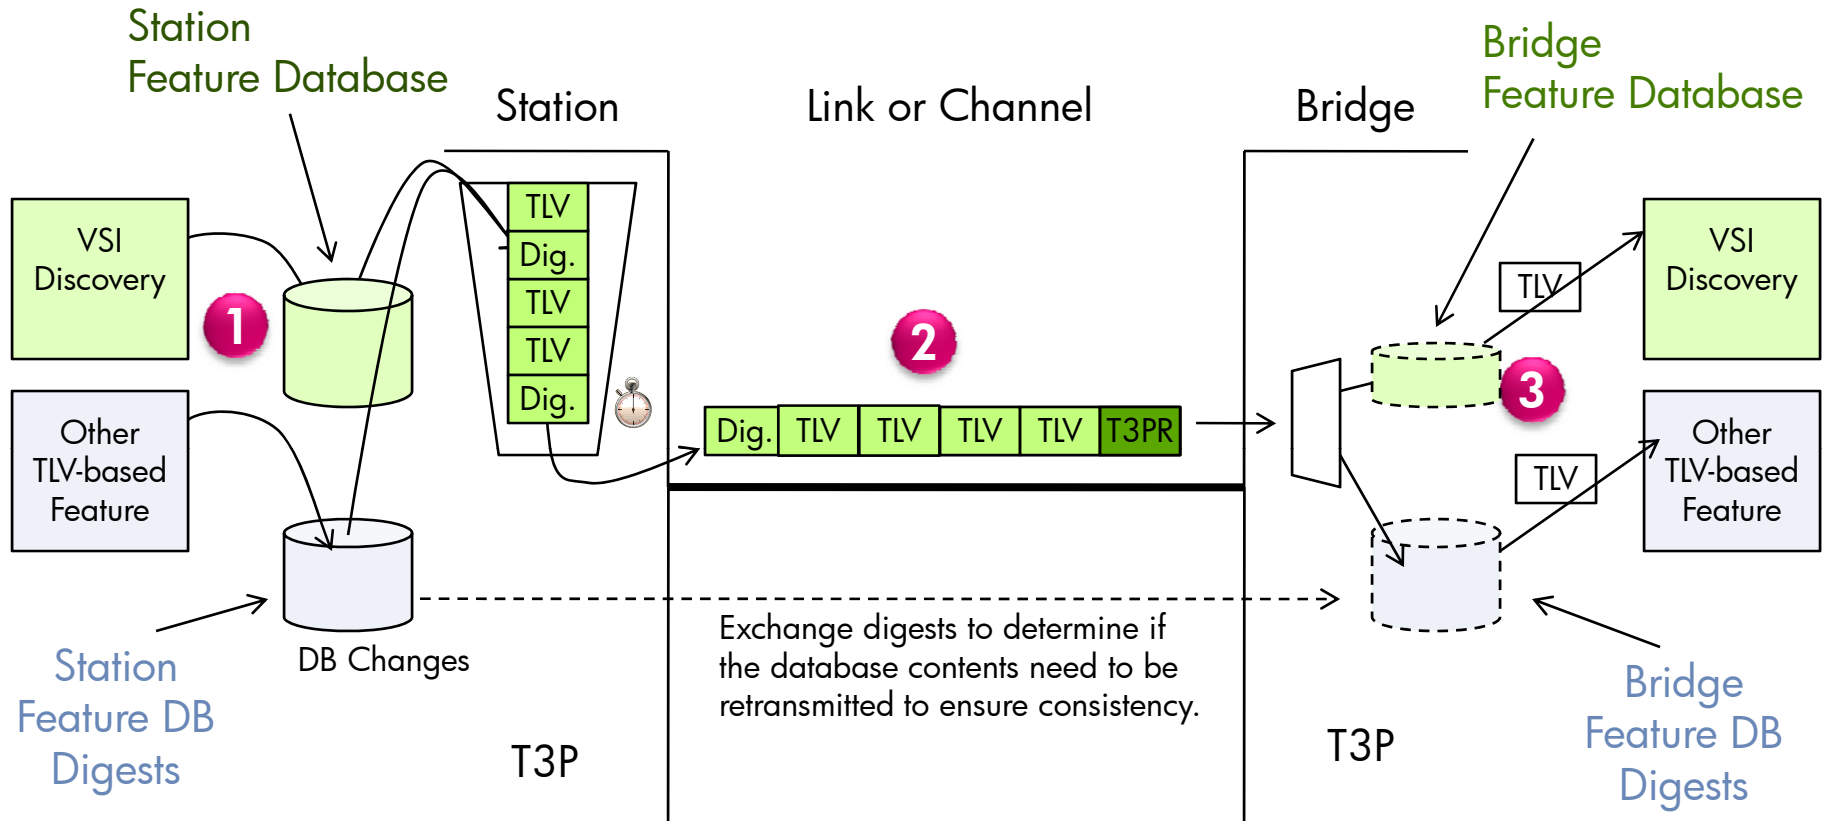 Station
Feature Database
Bridge
Feature Database
Station
Link or Channel
Bridge
VSI
Discovery
1
Other
TLV-based
Feature
TLV
Dig.
TLV
TLV
Dig.
2
Dig. TLV TLV TLV TLV T3PR
TLV
3
TLV
VSI
Discovery
Other
TLV-based
Feature
DB Changes
Exchange digests to determine if
the database contents need to be
retransmitted to ensure consistency.
Station
Feature DB
Digests
T3P
T3P
Bridge
Feature DB
Digests